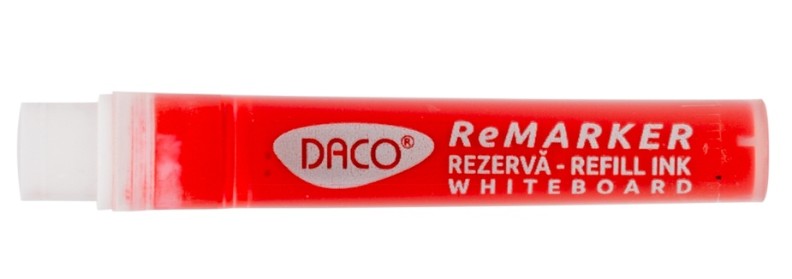 DACO®
ReMARKER
REZERVĂ - REFILL INK
WHITEBOARD